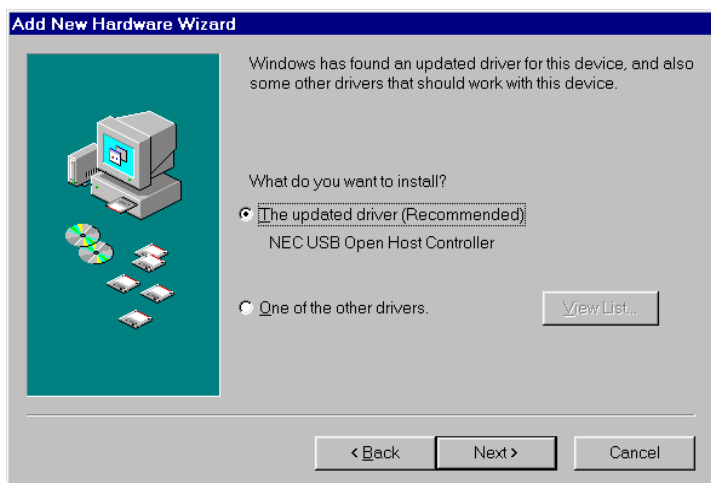 Add New Hardware Wizard
Windows has found an updated driver for this device, and also
some other drivers that should work with this device.
What do you want to install?
The updated driver (Recommended)
NEC USB Open Host Controller
One of the other drivers.
View List...
< Back
Next >
Cancel